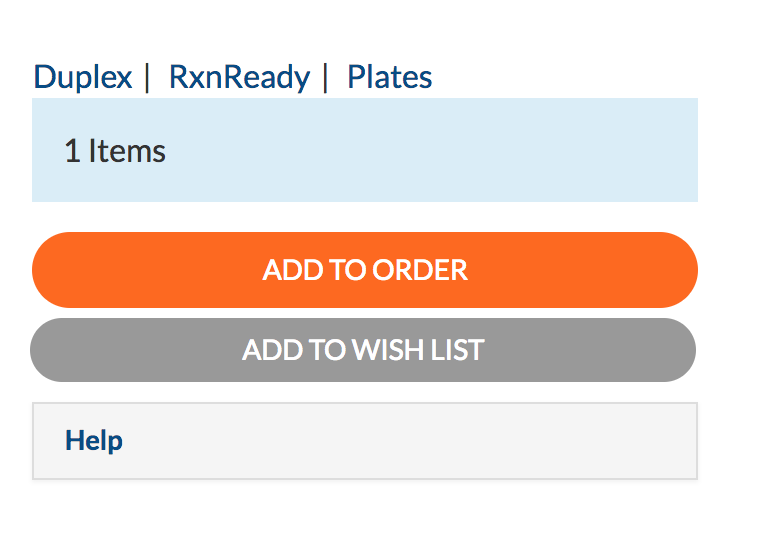 Duplex | RxnReady | Plates
1 Items
ADD TO ORDER
ADD TO WISH LIST
Help